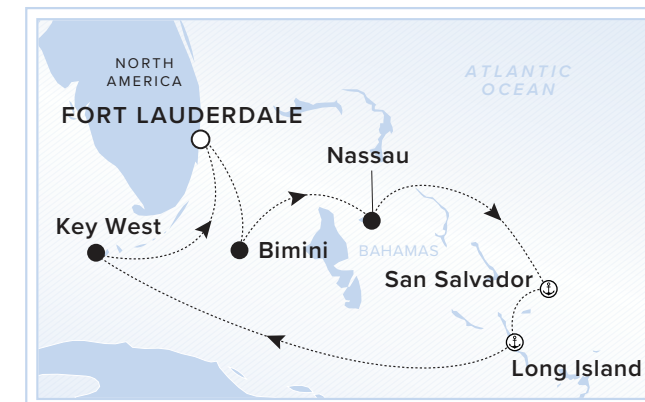 NORTH
AMERICA
ATLANTIC
OCEAN
FORT LAUDERDALE
Nassau
Key West
Bimini
BAHAMAS
San Salvador
Long Island